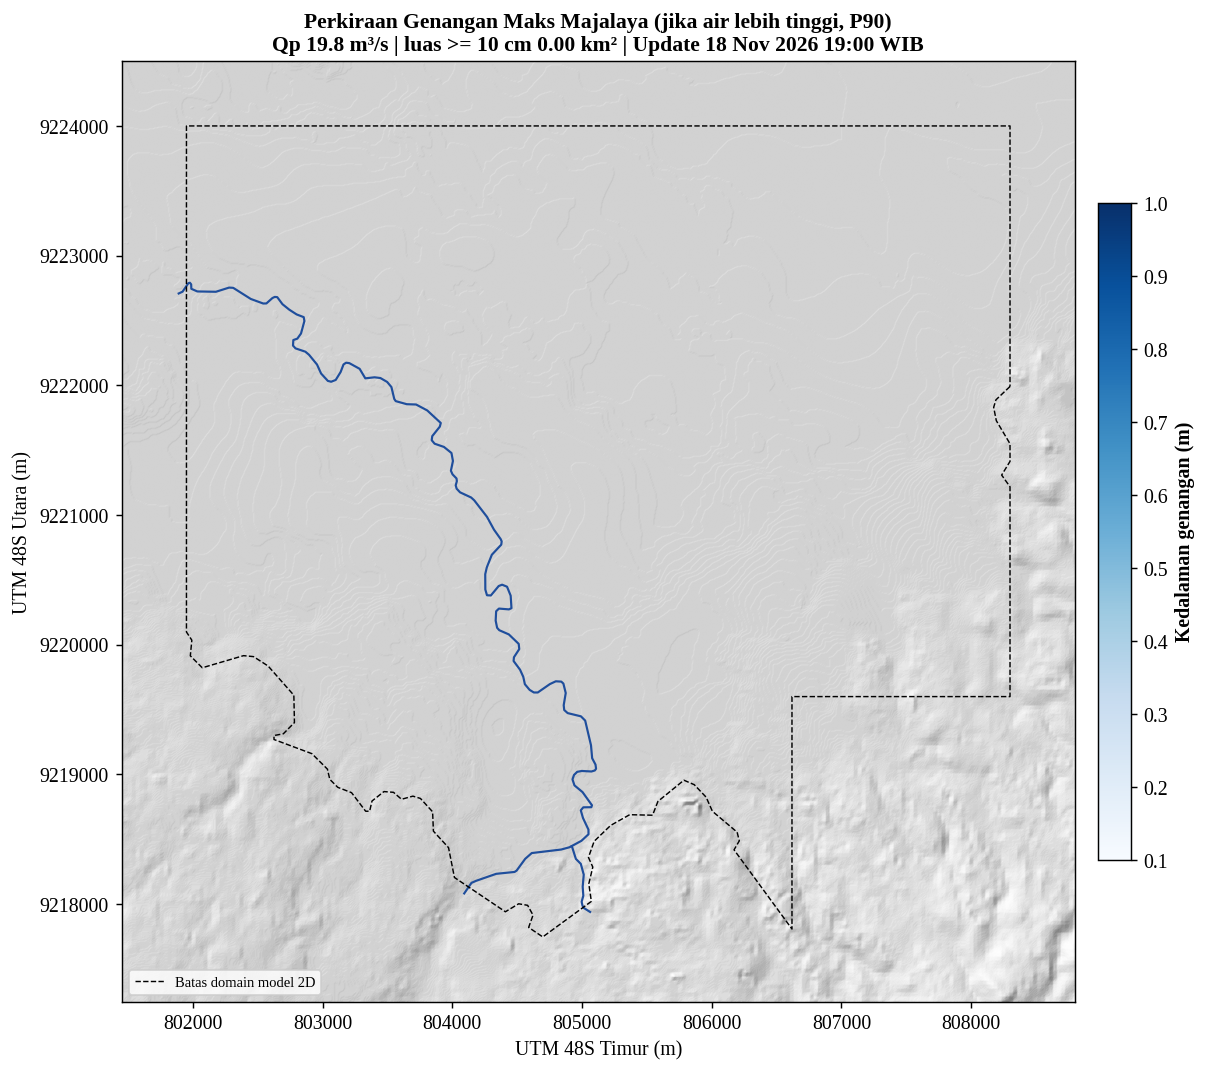 Perkiraan Genangan Maks Majalaya (jika air lebih tinggi, P90)
Qp 19.8 m³/s | luas >= 10 cm 0.00 km² | Update 18 Nov 2026 19:00 WIB
9224000
9223000
9222000
9221000
9220000
9219000
9218000
UTM 48S Utara (m)
802000 803000 804000 805000 806000 807000 808000
UTM 48S Timur (m)
Batas domain model 2D
1.0
0.9
0.8
0.7
0.6
0.5
0.4
0.3
0.2
0.1
Kedalaman genangan (m)